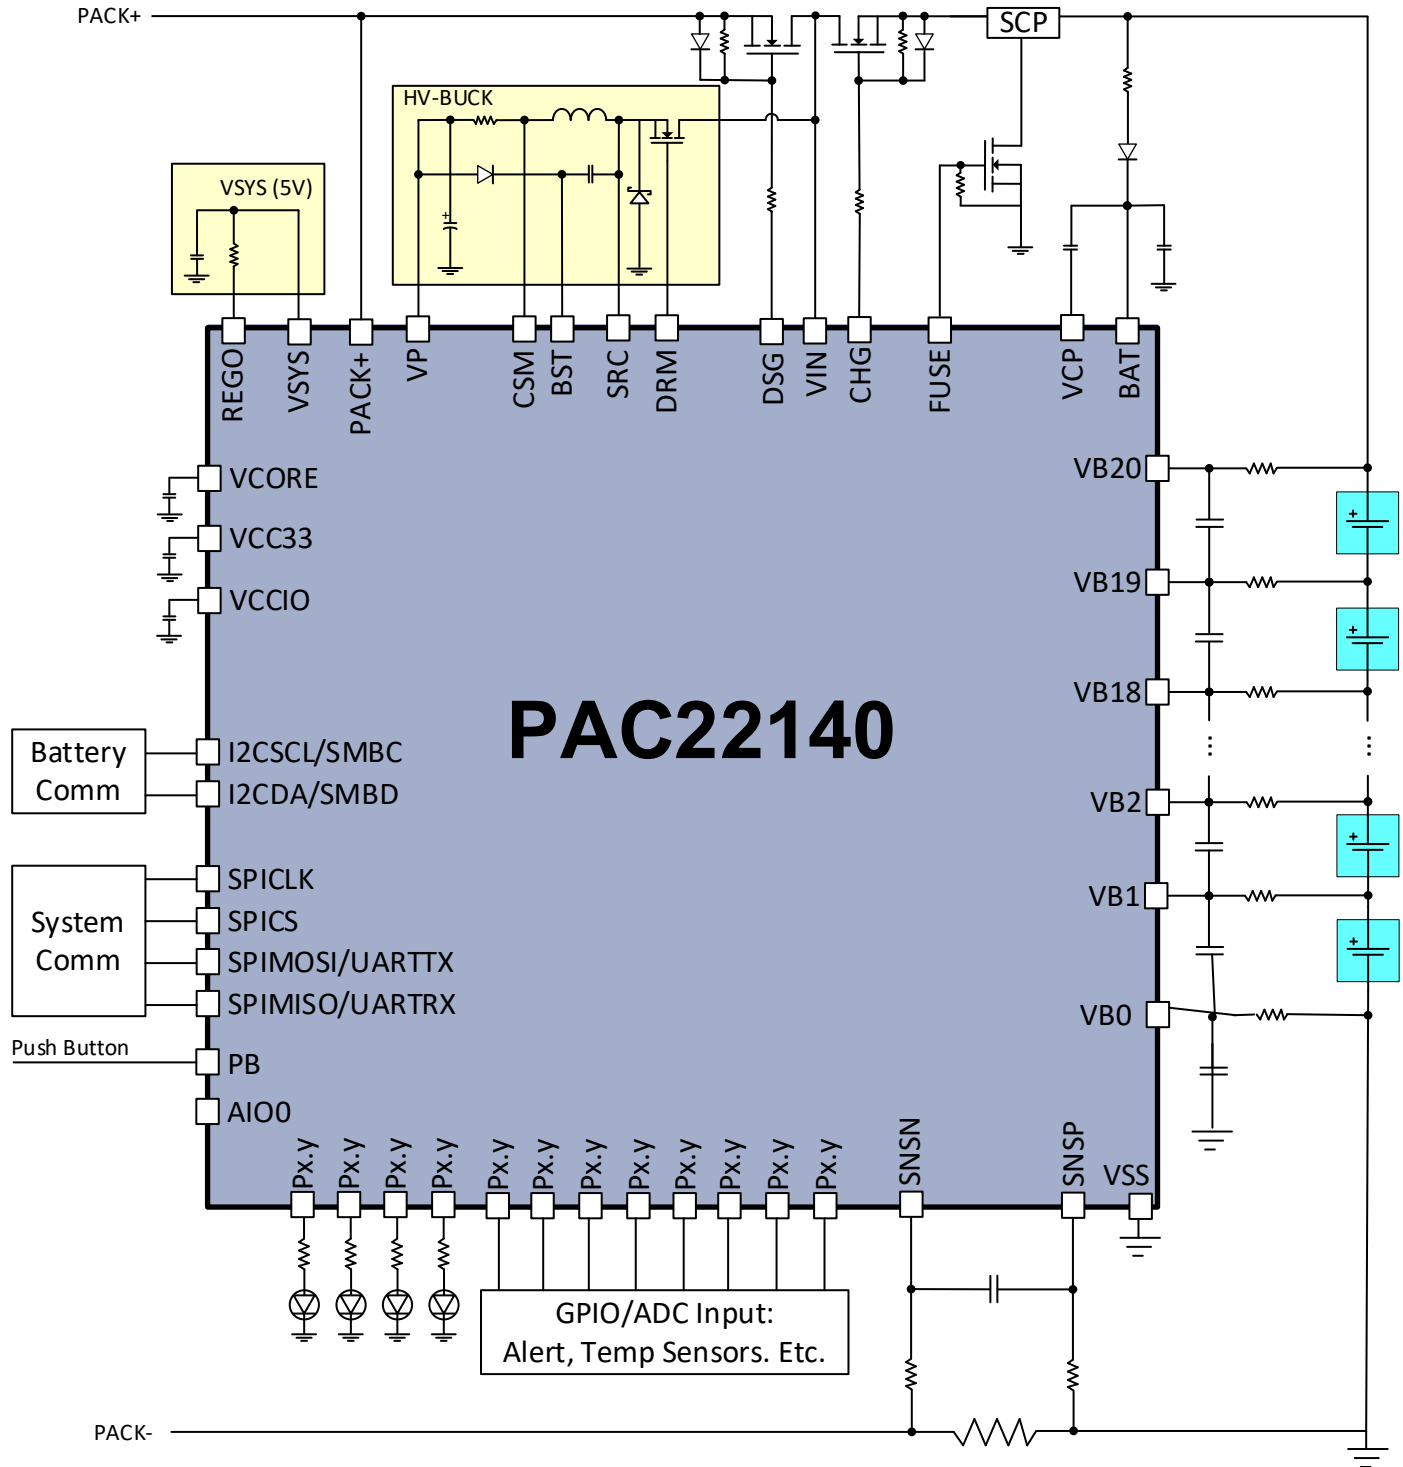 PACK+
SCP
HV-BUCK
VSYS (5V)
REGO
VSYS
PACK+
VP
CSM
BST
SRC
DRM
DSG
VIN
CHG
FUSE
VCP
BAT
VCORE
VCC33
VCCIO
VB20
VB19
VB18
VB2
VB1
VB0
PAC22140
Battery
Comm
I2CSCL/SMBC
I2CDA/SMBD
System
Comm
SPICLK
SPICS
SPIMOSI/UARTTX
SPIMISO/UARTRX
Push Button
PB
AIO0
Px.y
Px.y
Px.y
Px.y
Px.y
Px.y
Px.y
Px.y
Px.y
Px.y
Px.y
Px.y
SNSN
SNSP
VSS
GPIO/ADC Input:
Alert, Temp Sensors. Etc.
PACK-